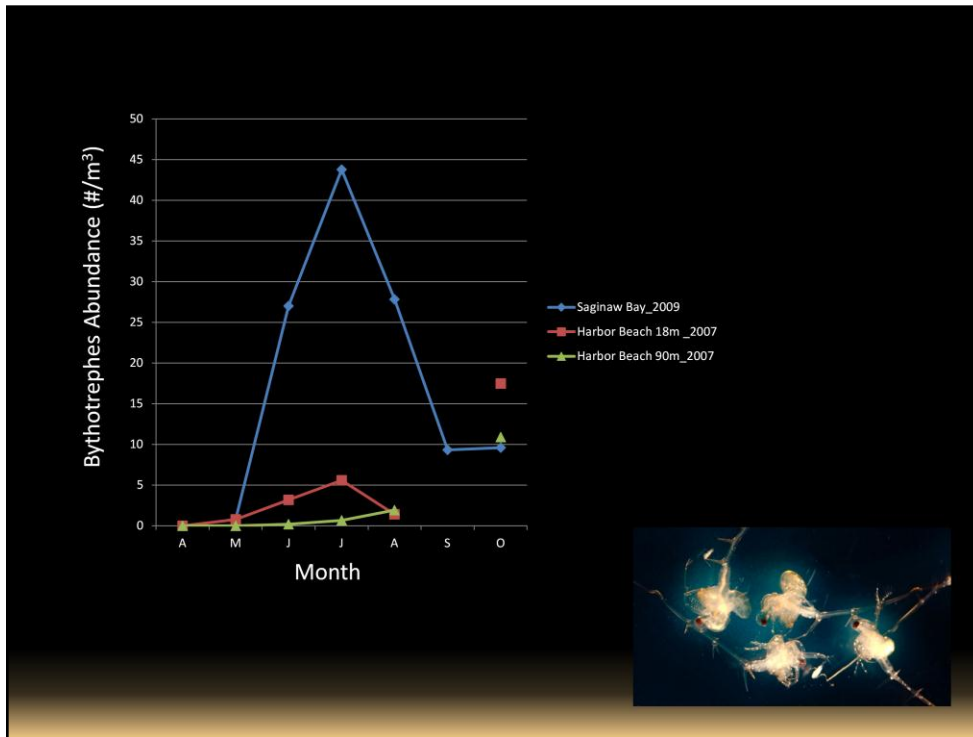 50
45
40
35
30
25
20
15
10
5
0
Bythotrephes Abundance (#/m³)
A M J J A S O
Month
Saginaw Bay_2009
Harbor Beach 18m _2007
Harbor Beach 90m_2007